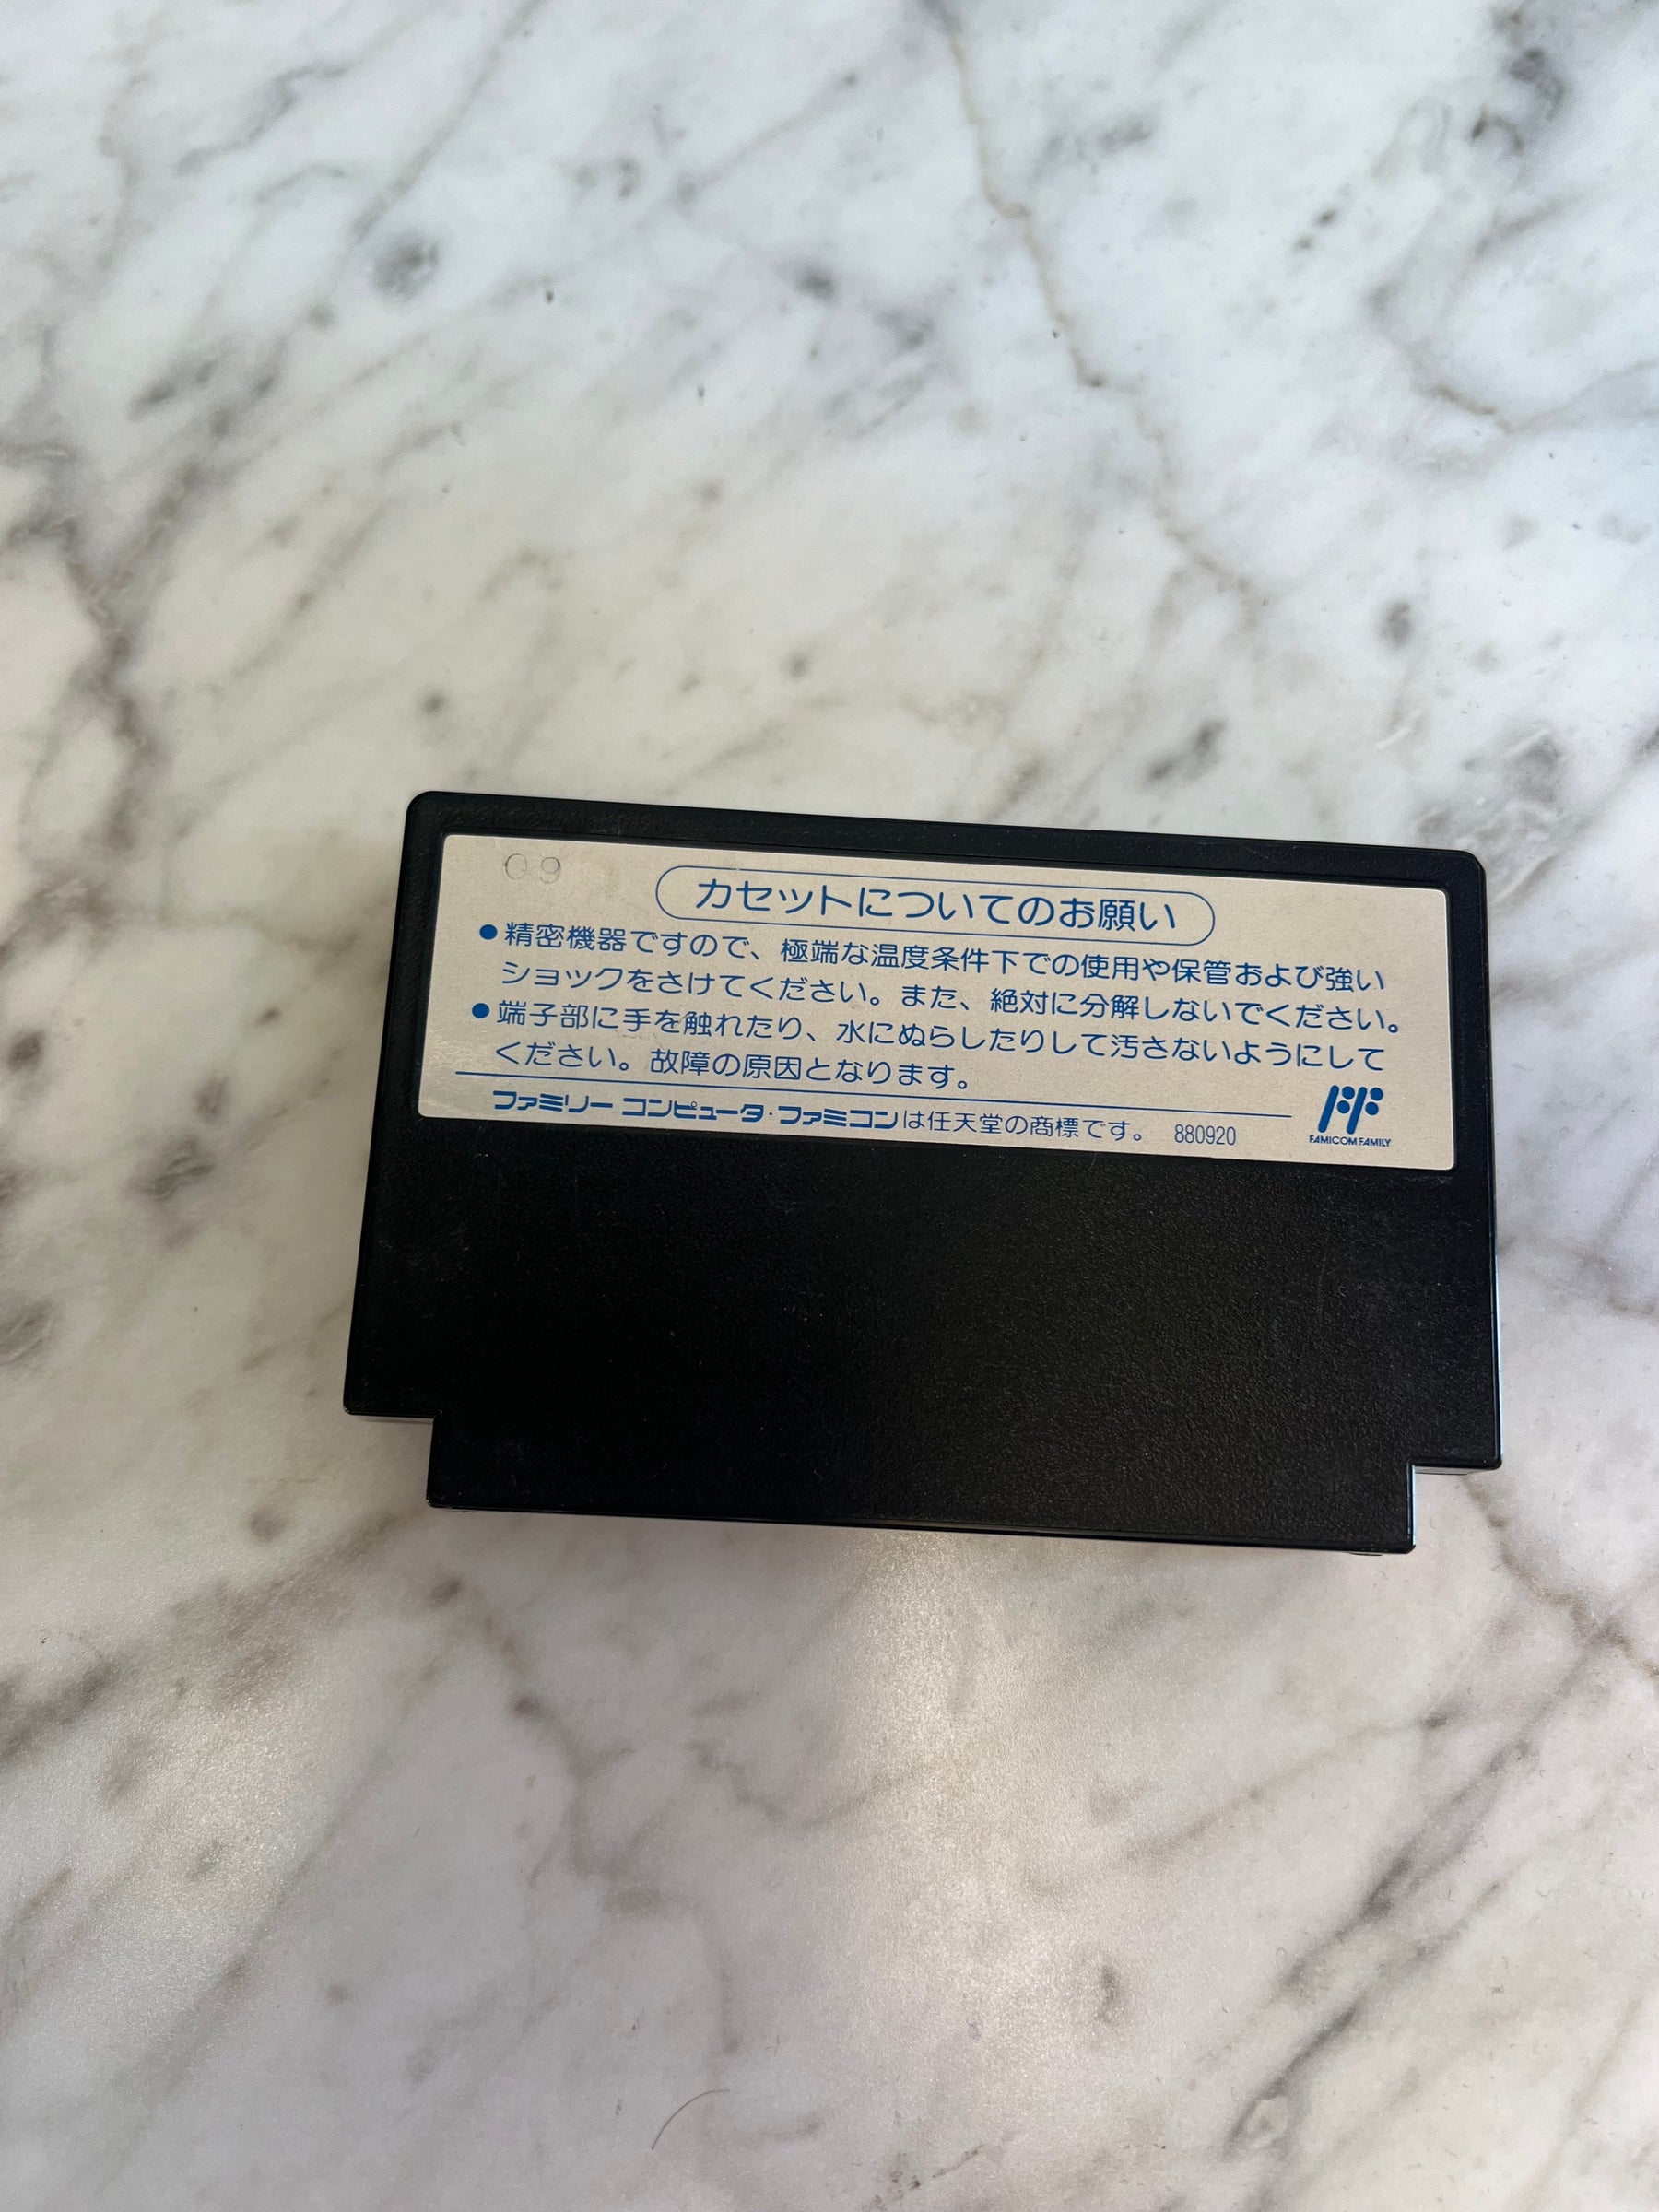 09
カセットについてのお願い
●精密機器ですので、極端な温度条件下での使用や保管および強い
ショックをさけてください。また、絶対に分解しないでください。
●端子部に手を触れたり、水にぬらしたりして汚さないようにして
ください。故障の原因となります。
ファミリー コンピュータ・ファミコンは任天堂の商標です。 880920
FAMICOM FAMILY